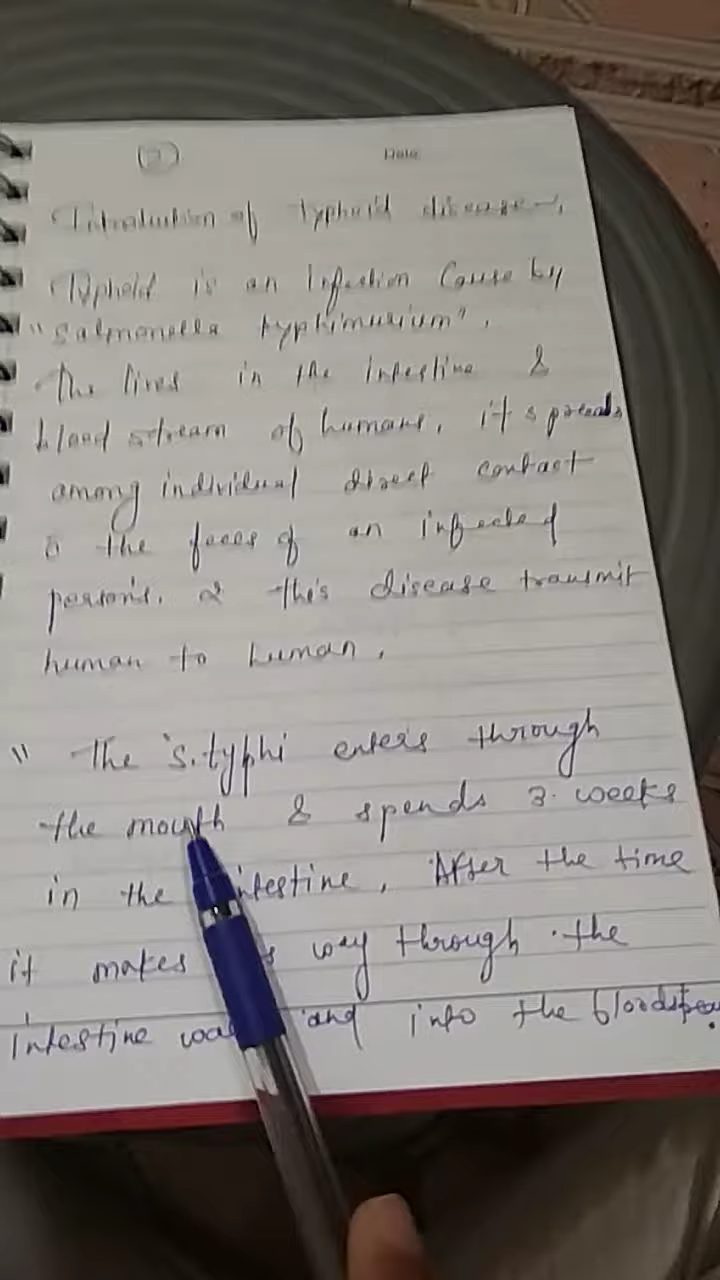 (2)
Date
Introduction of typhoid disease,
Typhoid is an Infection Cause by
"Salmonella typhimurium".
The lives in the intestine &
blood stream of humans, it spreads
among individual direct contact
the feces of an infected
person's. & this disease transmit
human to human.
" The S.typhi enters through
the mouth & spends 3. weeks
in the intestine, After the time
it makes way through the
Intestine and into the